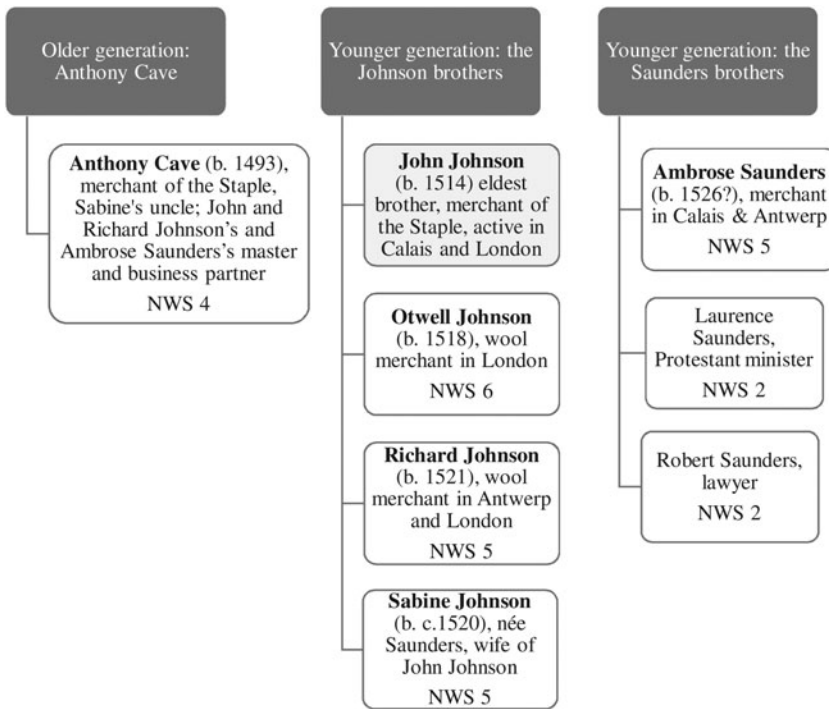 Older generation:
Anthony Cave
Anthony Cave (b. 1493),
merchant of the Staple,
Sabine's uncle; John and
Richard Johnson’s and
Ambrose Saunders’s master
and business partner
NWS 4
Younger generation: the
Johnson brothers
John Johnson
(b. 1514) eldest
brother, merchant of
the Staple, active in
Calais and London
Otwell Johnson
(b. 1518), wool
merchant in London
NWS 6
Richard Johnson
(b. 1521), wool
merchant in Antwerp
and London
NWS 5
Sabine Johnson
(b. c.1520), née
Saunders, wife of
John Johnson
NWS 5
Younger generation: the
Saunders brothers
Ambrose Saunders
(b. 1526?), merchant
in Calais & Antwerp
NWS 5
Laurence
Saunders,
Protestant minister
NWS 2
Robert Saunders,
lawyer
NWS 2